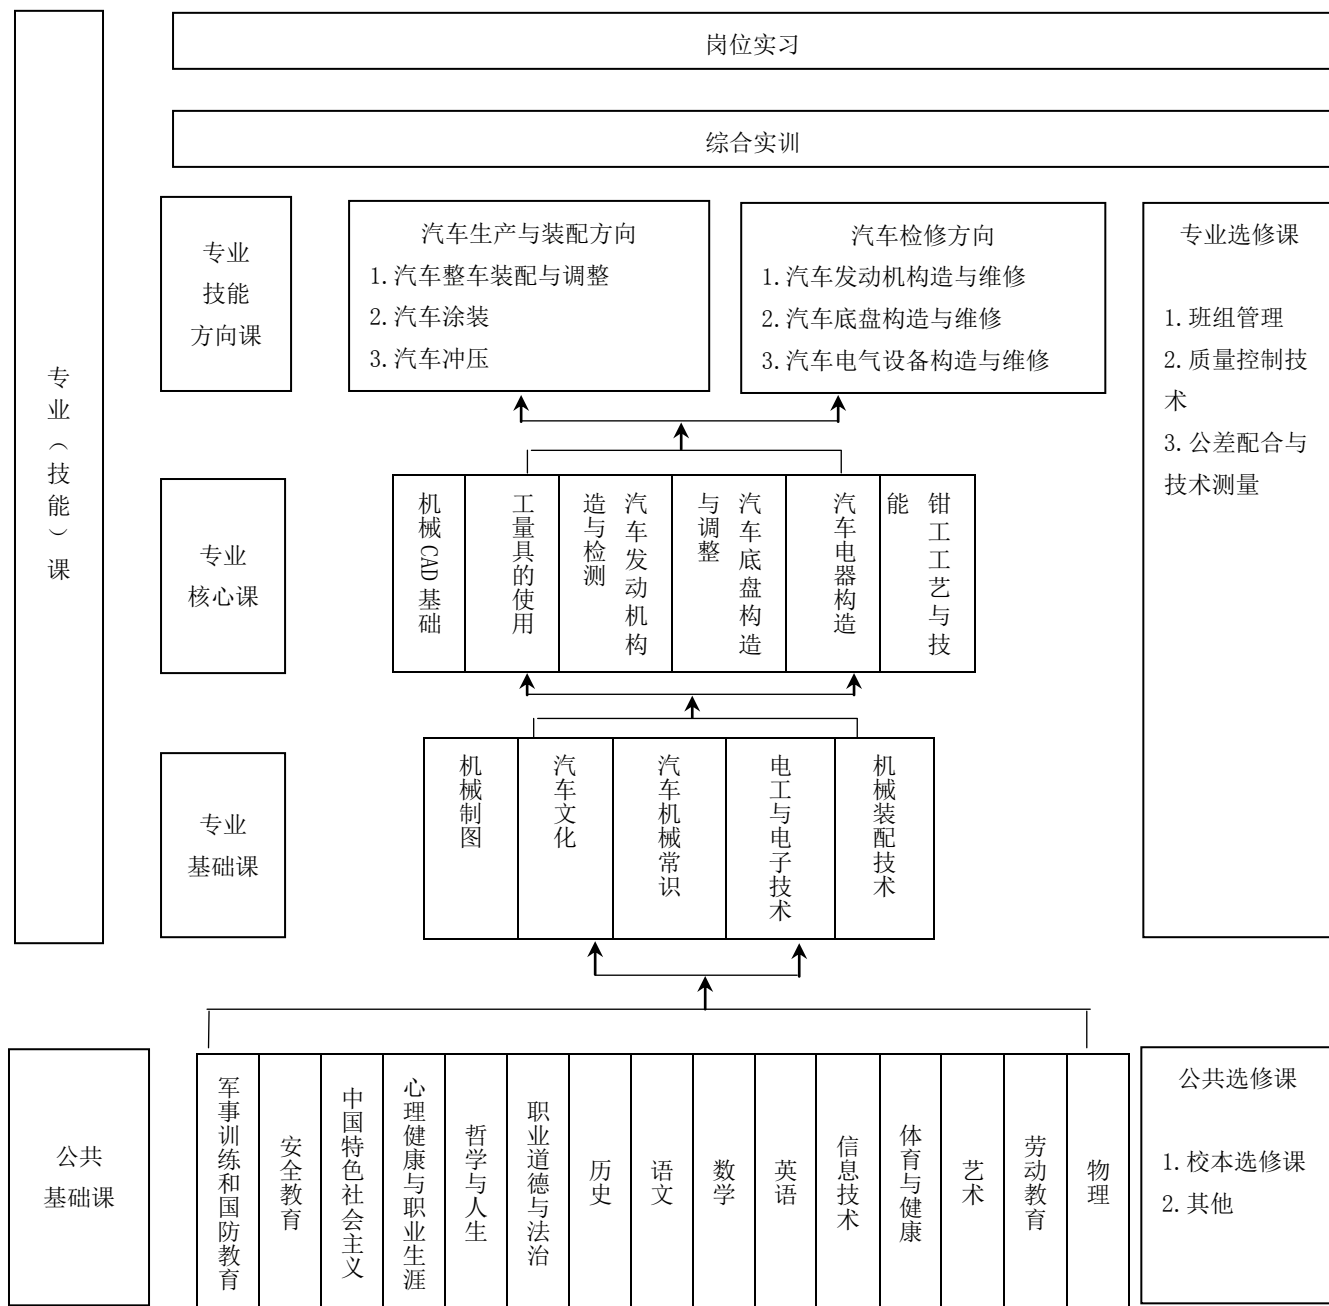 岗位实习
综合实训
专业（技能）课
专业
技能
方向课
汽车生产与装配方向
1.汽车整车装配与调整
2.汽车涂装
3.汽车冲压
汽车检修方向
1.汽车发动机构造与维修
2.汽车底盘构造与维修
3.汽车电气设备构造与维修
专业选修课
1.班组管理
2.质量控制技
术
3.公差配合与
技术测量
专业
核心课
机械 CAD 基础
工量具的使用
汽车发动机构
造与检测
汽车底盘构造
与调整
汽车电器构造
钳工工艺与技
能
专业
基础课
机械制图
汽车文化
汽车机械常识
电工与电子技术
机械装配技术
公共
基础课
军事训练和国防教育
安全教育
中国特色社会主义
心理健康与职业生涯
哲学与人生
职业道德与法治
历史
语文
数学
英语
信息技术
体育与健康
艺术
劳动教育
物理
公共选修课
1.校本选修课
2.其他